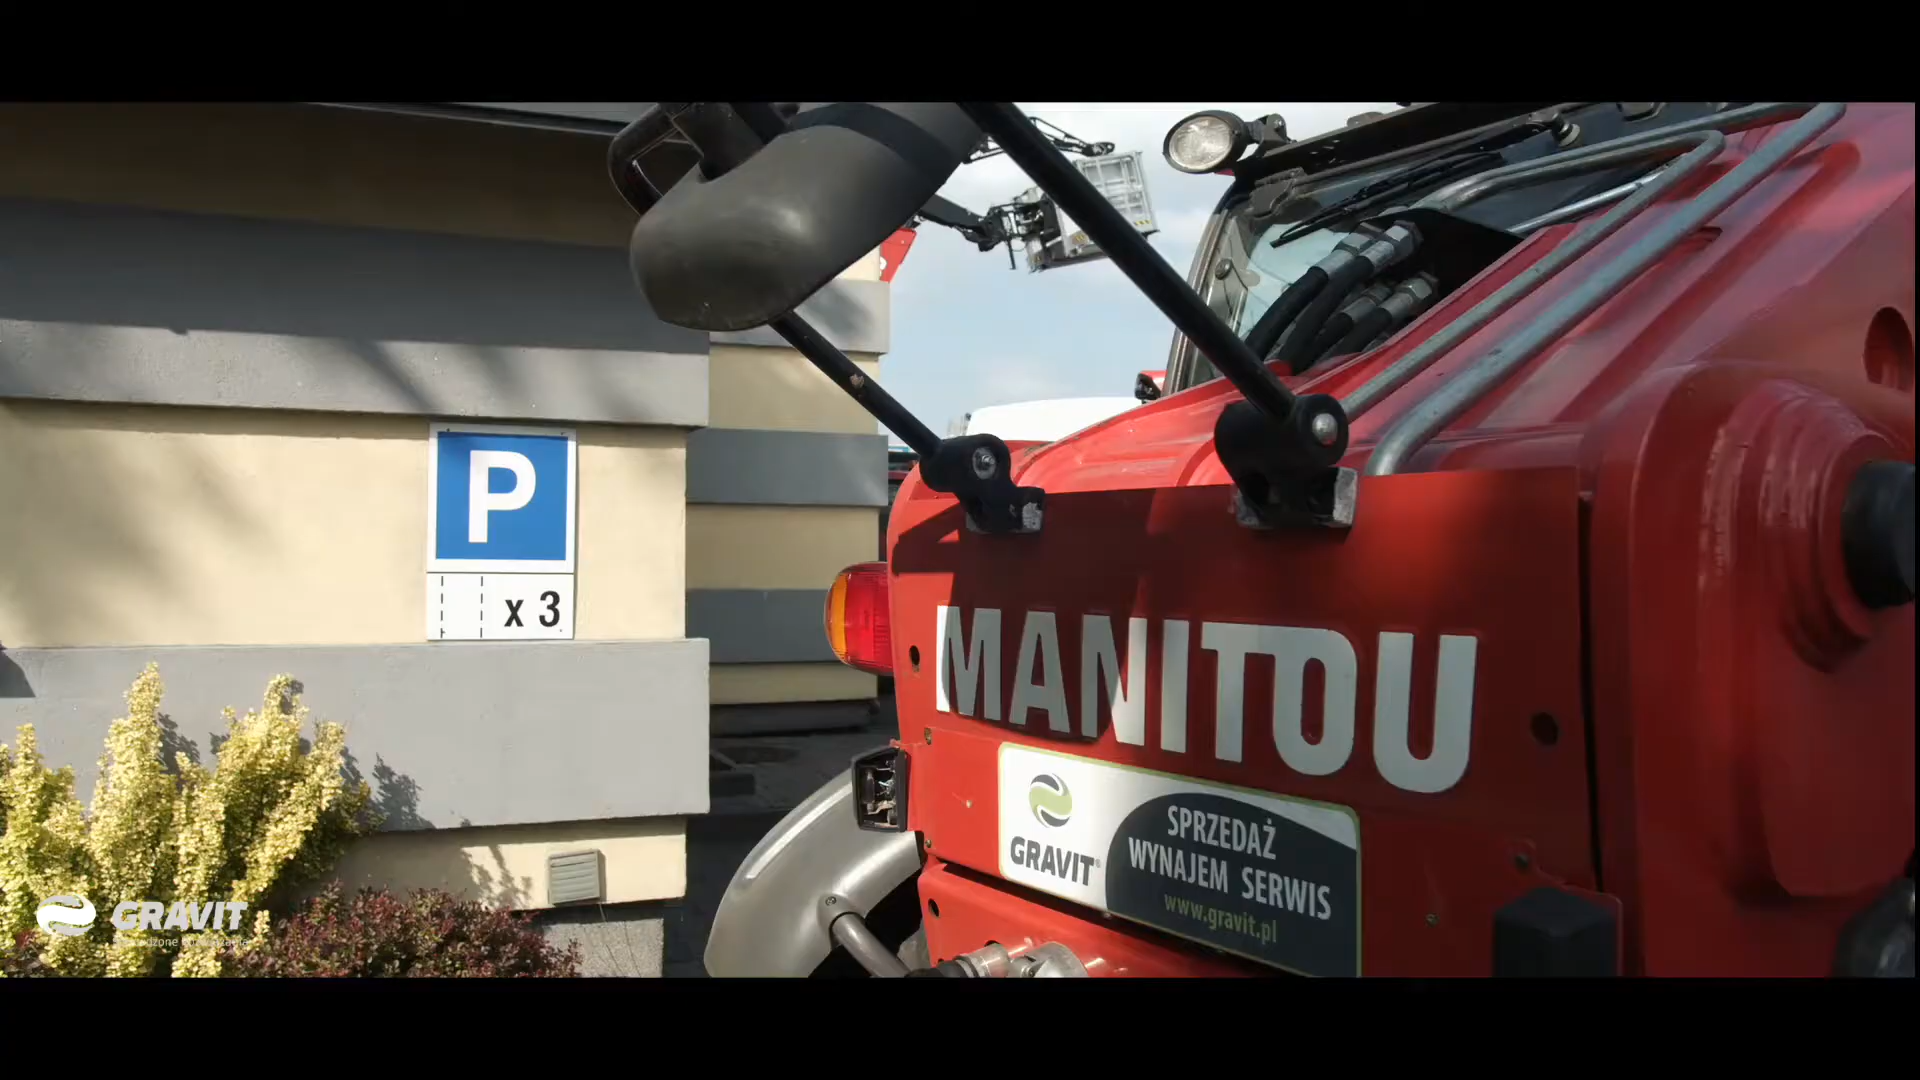 P
x 3
MANITOU
GRAVIT®
SPRZEDAŻ
WYNAJEM SERWIS
www.gravit.pl
GRAVIT